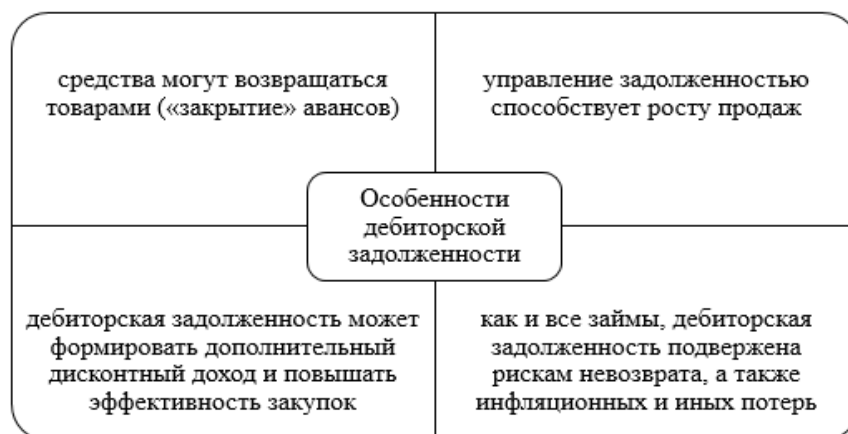 средства могут возвращаться
товарами («закрытие» авансов)
управление задолженностью
способствует росту продаж
Особенности
дебиторской
задолженности
дебиторская задолженность может
формировать дополнительный
дисконтный доход и повышать
эффективность закупок
как и все займы, дебиторская
задолженность подвержена
рискам невозврата, а также
инфляционных и иных потерь